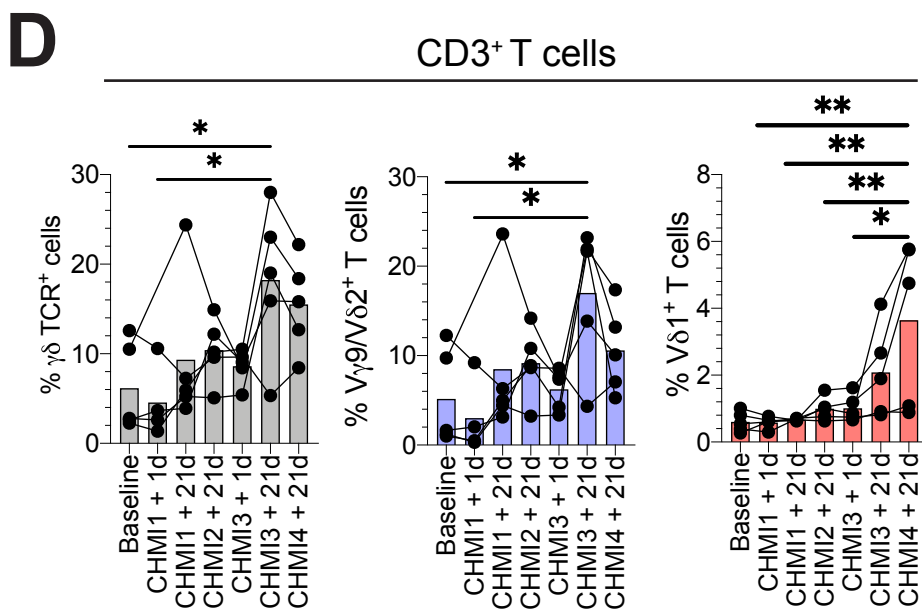 D
CD3⁺ T cells
*
*
% γδ TCR⁺ cells
30
20
10
0
Baseline
CHMI1 + 1d
CHMI1 + 21d
CHMI2 + 21d
CHMI3 + 1d
CHMI3 + 21d
CHMI4 + 21d
*
*
% Vγ9/Vδ2⁺ T cells
30
20
10
0
Baseline
CHMI1 + 1d
CHMI1 + 21d
CHMI2 + 21d
CHMI3 + 1d
CHMI3 + 21d
CHMI4 + 21d
**
**
**
*
% Vδ1⁺ T cells
8
6
4
2
0
Baseline
CHMI1 + 1d
CHMI1 + 21d
CHMI2 + 21d
CHMI3 + 1d
CHMI3 + 21d
CHMI4 + 21d